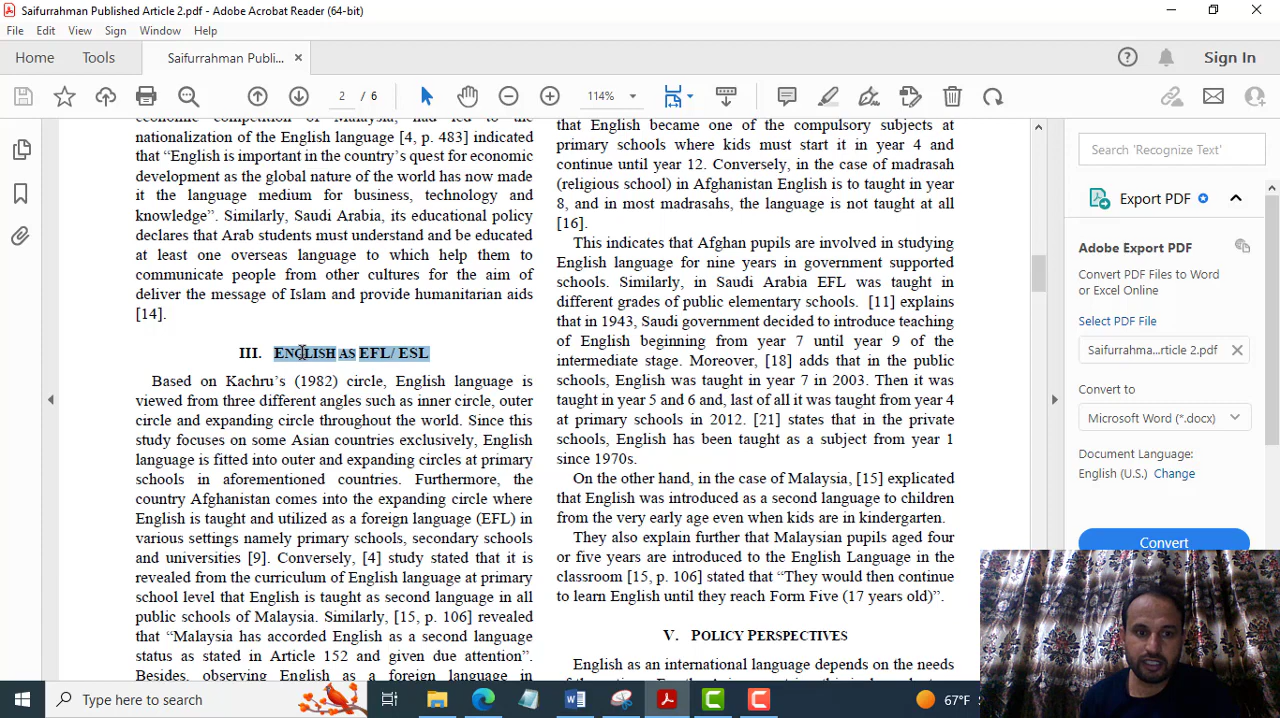 Saifurrahman Published Article 2.pdf - Adobe Acrobat Reader (64-bit)
File Edit View Sign Window Help
Home Tools Saifurrahman Publi... × Sign In
2 / 6 114%
economic competition of Malaysia, had led to the
nationalization of the English language [4, p. 483] indicated
that “English is important in the country’s quest for economic
development as the global nature of the world has now made
it the language medium for business, technology and
knowledge”. Similarly, Saudi Arabia, its educational policy
declares that Arab students must understand and be educated
at least one overseas language to which help them to
communicate people from other cultures for the aim of
deliver the message of Islam and provide humanitarian aids
[14].
III. ENGLISH AS EFL/ ESL
Based on Kachru’s (1982) circle, English language is
viewed from three different angles such as inner circle, outer
circle and expanding circle throughout the world. Since this
study focuses on some Asian countries exclusively, English
language is fitted into outer and expanding circles at primary
schools in aforementioned countries. Furthermore, the
country Afghanistan comes into the expanding circle where
English is taught and utilized as a foreign language (EFL) in
various settings namely primary schools, secondary schools
and universities [9]. Conversely, [4] study stated that it is
revealed from the curriculum of English language at primary
school level that English is taught as second language in all
public schools of Malaysia. Similarly, [15, p. 106] revealed
that “Malaysia has accorded English as a second language
status as stated in Article 152 and given due attention”.
Besides, observing English as a foreign language in
that English became one of the compulsory subjects at
primary schools where kids must start it in year 4 and
continue until year 12. Conversely, in the case of madrasah
(religious school) in Afghanistan English is to taught in year
8, and in most madrasahs, the language is not taught at all
[16].
This indicates that Afghan pupils are involved in studying
English language for nine years in government supported
schools. Similarly, in Saudi Arabia EFL was taught in
different grades of public elementary schools. [11] explains
that in 1943, Saudi government decided to introduce teaching
of English beginning from year 7 until year 9 of the
intermediate stage. Moreover, [18] adds that in the public
schools, English was taught in year 7 in 2003. Then it was
taught in year 5 and 6 and, last of all it was taught from year 4
at primary schools in 2012. [21] states that in the private
schools, English has been taught as a subject from year 1
since 1970s.
On the other hand, in the case of Malaysia, [15] explicated
that English was introduced as a second language to children
from the very early age even when kids are in kindergarten.
They also explain further that Malaysian pupils aged four
or five years are introduced to the English Language in the
classroom [15, p. 106] stated that “They would then continue
to learn English until they reach Form Five (17 years old)”.
V. POLICY PERSPECTIVES
English as an international language depends on the needs
Search 'Recognize Text'
Export PDF
Adobe Export PDF
Convert PDF Files to Word
or Excel Online
Select PDF File
Saifurrahma...rticle 2.pdf
Convert to
Microsoft Word (*.docx)
Document Language:
English (U.S.) Change
Convert
Type here to search
67°F